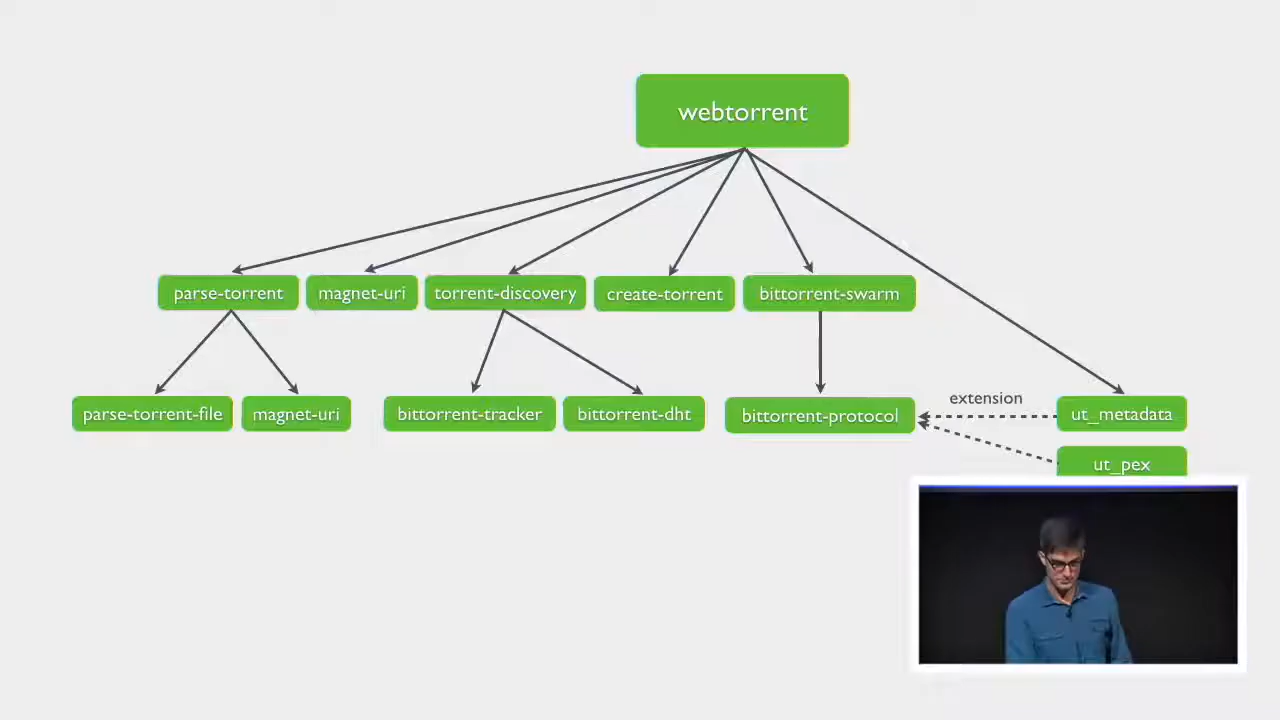 webtorrent
parse-torrent
magnet-uri
torrent-discovery
create-torrent
bittorrent-swarm
parse-torrent-file
magnet-uri
bittorrent-tracker
bittorrent-dht
bittorrent-protocol
extension
ut_metadata
ut_pex